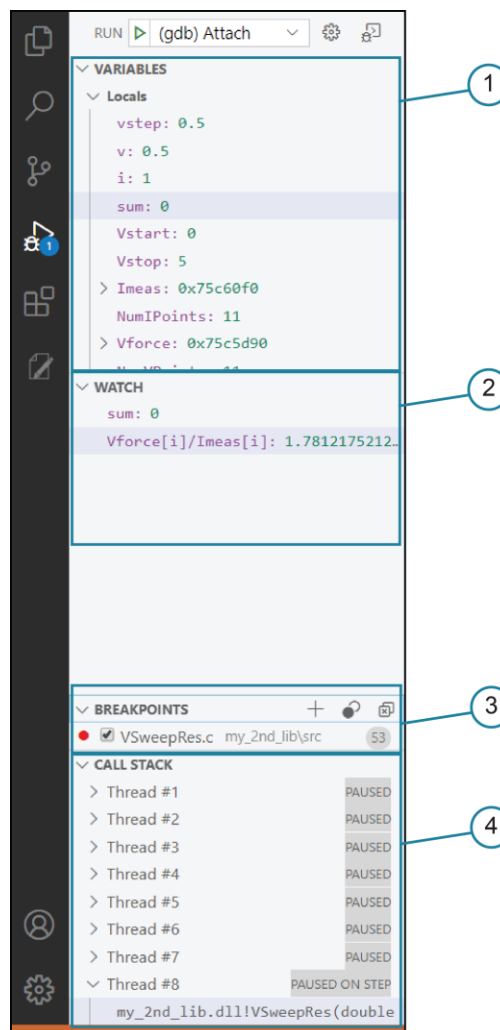 RUN (gdb) Attach
VARIABLES
1
Locals
vstep: 0.5
v: 0.5
i: 1
sum: 0
Vstart: 0
Vstop: 5
Imeas: 0x75c60f0
NumIPoints: 11
Vforce: 0x75c5d90
WATCH
2
sum: 0
Vforce[i]/Imeas[i]: 1.7812175212…
1
BREAKPOINTS
3
VSweepRes.c my_2nd_lib\src 53
CALL STACK
Thread #1 PAUSED
Thread #2 PAUSED
Thread #3 PAUSED
4
Thread #4 PAUSED
Thread #5 PAUSED
Thread #6 PAUSED
Thread #7 PAUSED
Thread #8 PAUSED ON STEP
my_2nd_lib.dll!VSweepRes(double